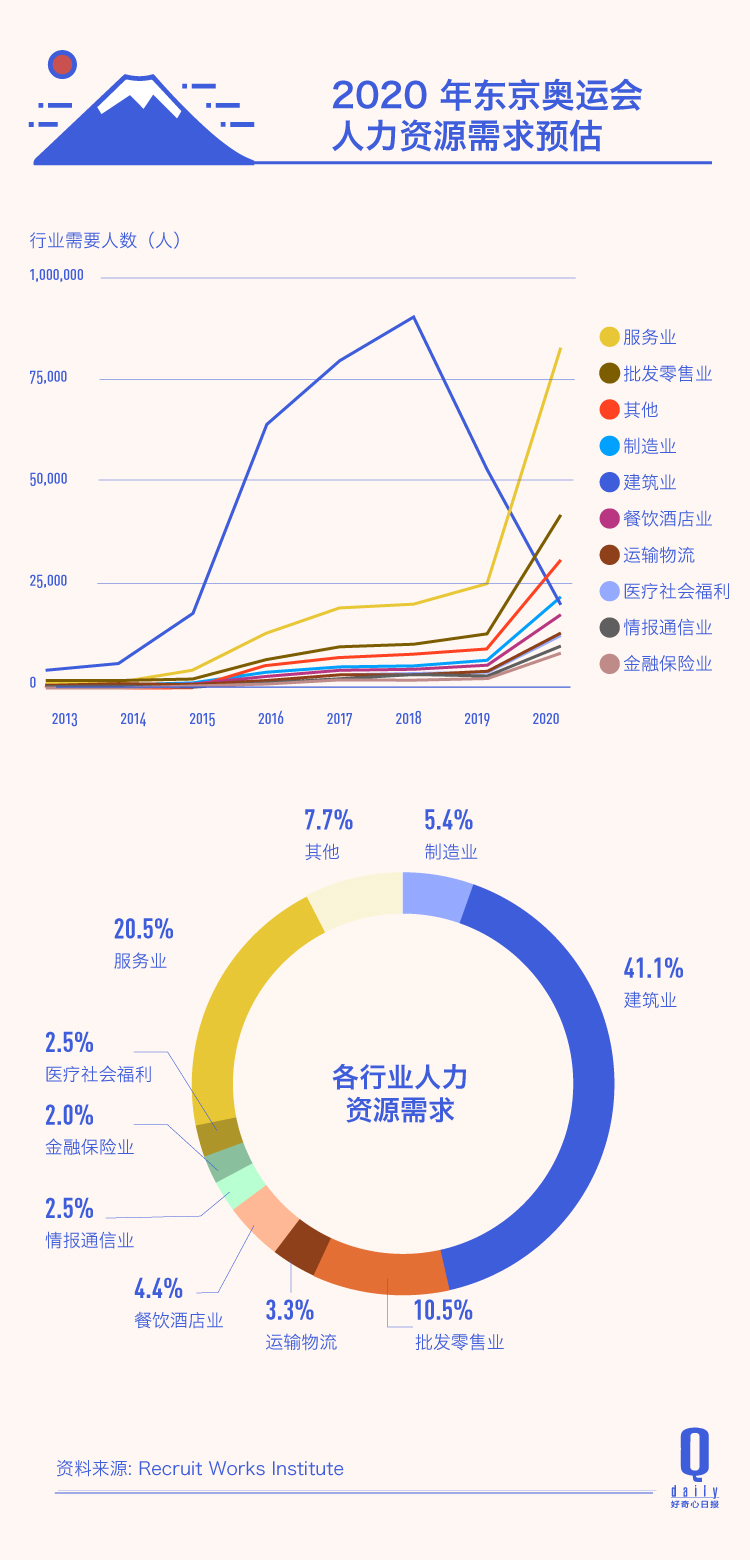 2020 年东京奥运会
人力资源需求预估
行业需要人数（人）
1,000,000
75,000
50,000
25,000
0
2013 2014 2015 2016 2017 2018 2019 2020
服务业
批发零售业
其他
制造业
建筑业
餐饮酒店业
运输物流
医疗社会福利
情报通信业
金融保险业
7.7%
其他
5.4%
制造业
20.5%
服务业
41.1%
建筑业
2.5%
医疗社会福利
2.0%
金融保险业
2.5%
情报通信业
4.4%
餐饮酒店业
3.3%
运输物流
10.5%
批发零售业
各行业人力
资源需求
资料来源: Recruit Works Institute
Q
daily
好奇心日报